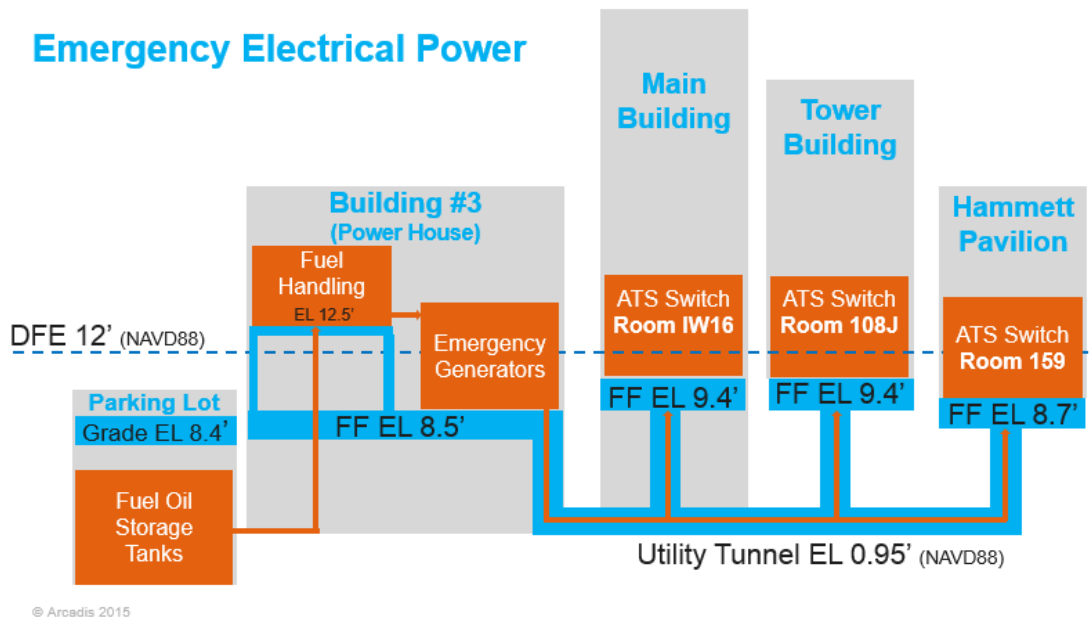 Emergency Electrical Power
Main
Building
Tower
Building
Building #3
(Power House)
Hammett
Pavilion
Fuel
Handling
EL 12.5’
ATS Switch
Room IW16
ATS Switch
Room 108J
ATS Switch
Room 159
DFE 12’ (NAVD88)
Emergency
Generators
Parking Lot
Grade EL 8.4’
FF EL 8.5’
FF EL 9.4’
FF EL 9.4’
FF EL 8.7’
Fuel Oil
Storage
Tanks
Utility Tunnel EL 0.95’ (NAVD88)
© Arcadis 2015